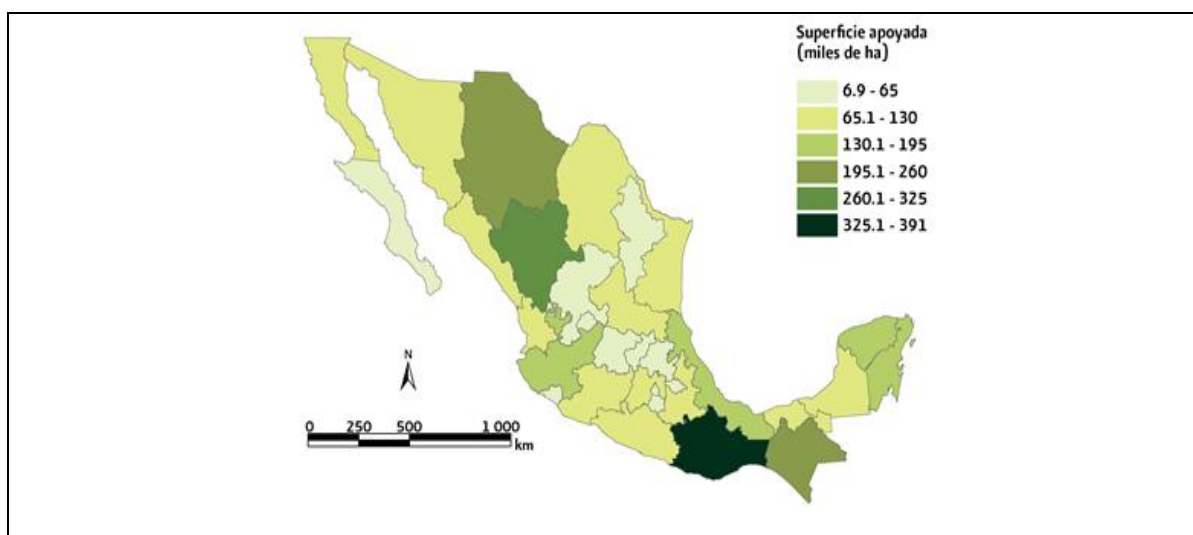 Superficie apoyada
(miles de ha)
6.9 - 65
65.1 - 130
130.1 - 195
195.1 - 260
260.1 - 325
325.1 - 391
N
0 250 500 1 000
km